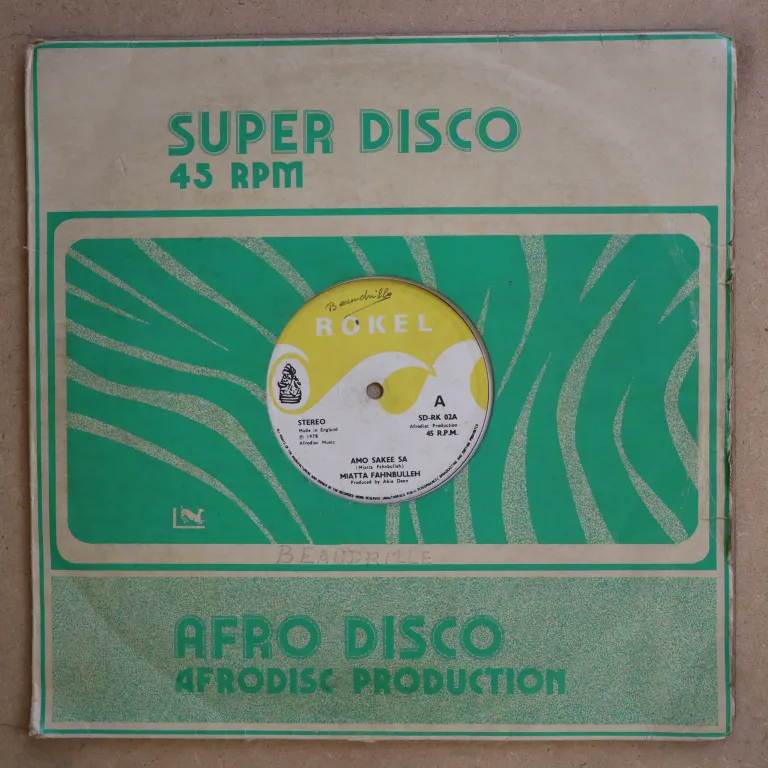 SUPER DISCO
45 RPM
Beaudrille
ROKEL
A
STEREO
Made in England
℗ 1978
Afrodisc Music
SD-RK 02A
Afrodisc Production
45 R.P.M.
AMO SAKEE SA
(Miatta Fahnbulleh)
MIATTA FAHNBULLEH
Produced by Akie Deen
BEAUDRILLE
AFRO DISCO
AFRODISC PRODUCTION